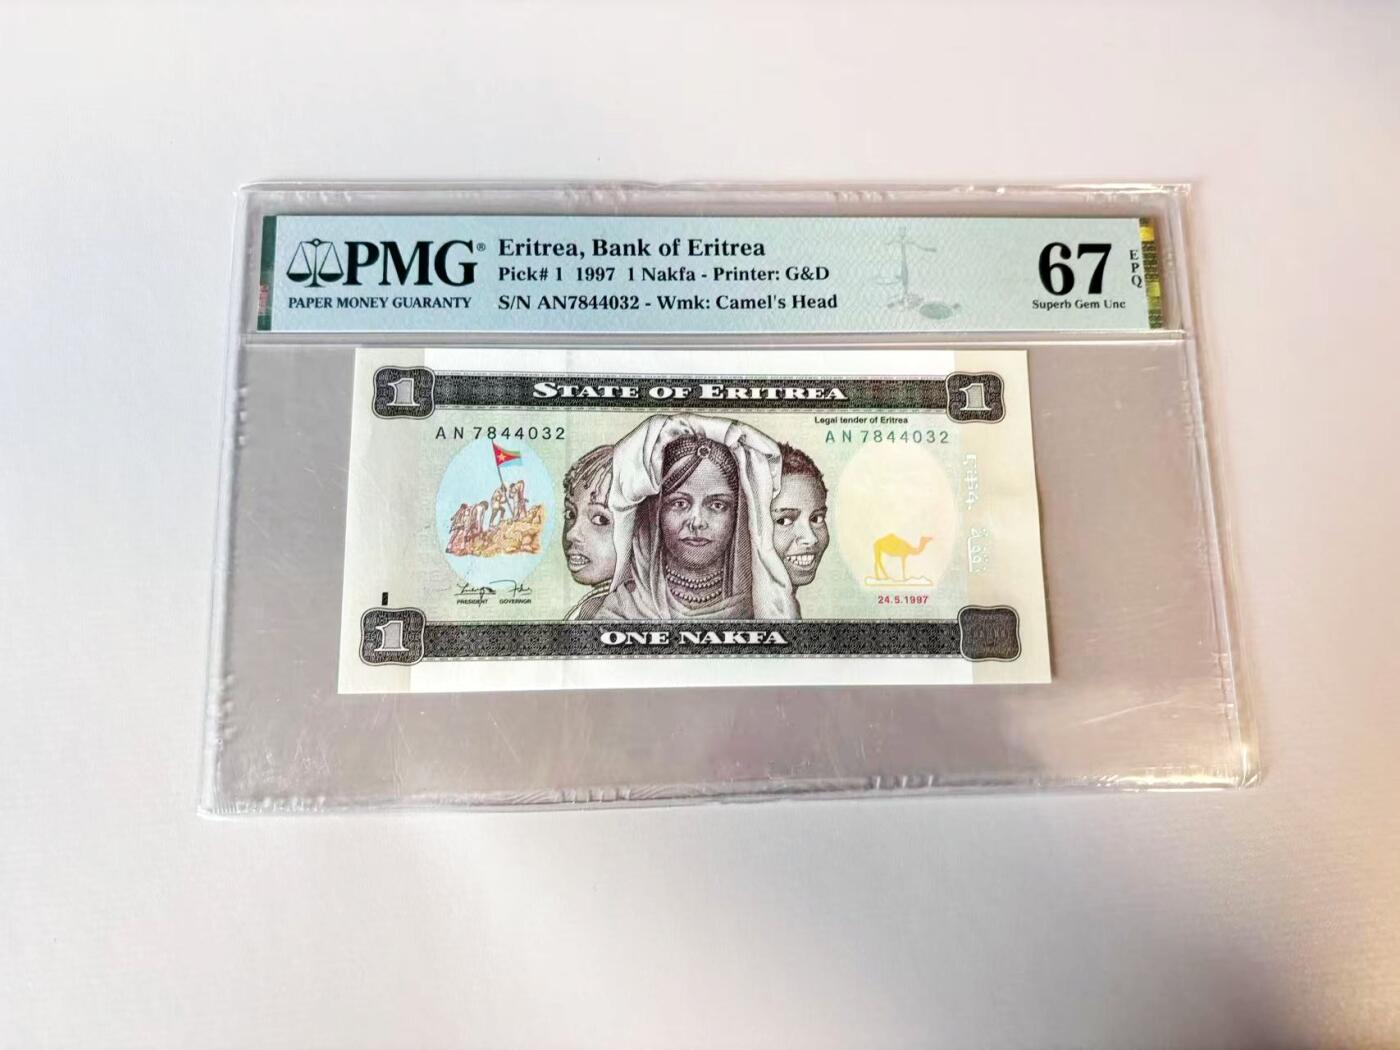 PMG®
PAPER MONEY GUARANTY
Eritrea, Bank of Eritrea
Pick# 1 1997 1 Nakfa - Printer: G&D
S/N AN7844032 - Wmk: Camel's Head
67
EPQ
Superb Gem Unc
1
STATE OF ERITREA
1
Legal tender of Eritrea
AN 7844032
AN 7844032
ናቕፋ
نقفة
PRESIDENT GOVERNOR
24.5.1997
1
ONE NAKFA